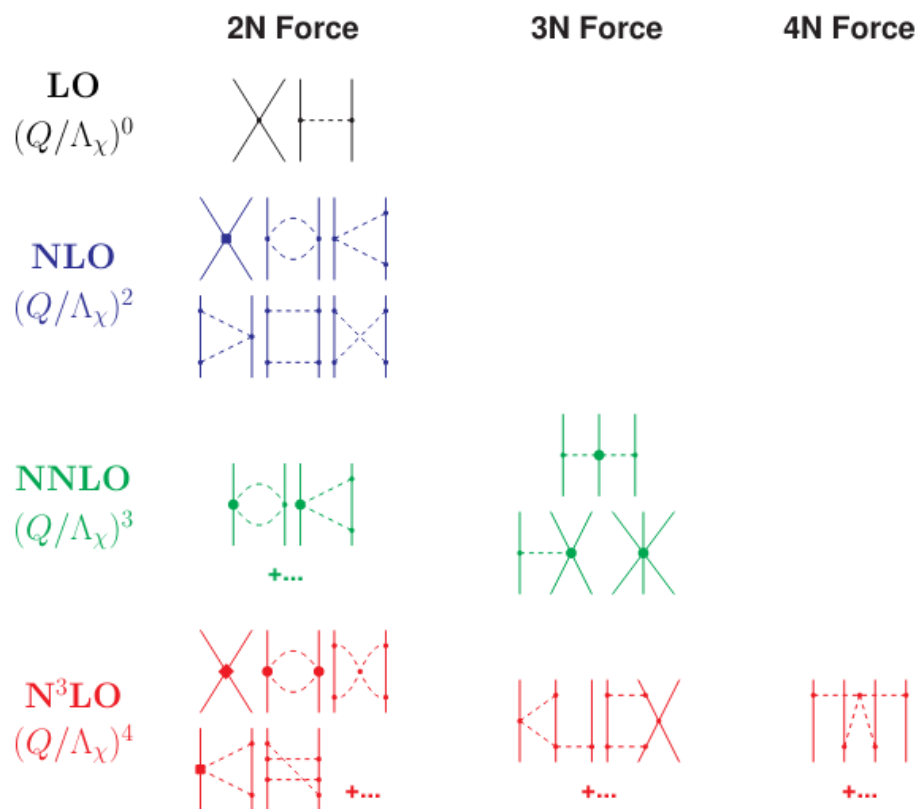 2N Force 3N Force 4N Force
LO
(Q/Λχ)⁰
NLO
(Q/Λχ)²
NNLO
(Q/Λχ)³
+...
N³LO
(Q/Λχ)⁴
+... +... +...